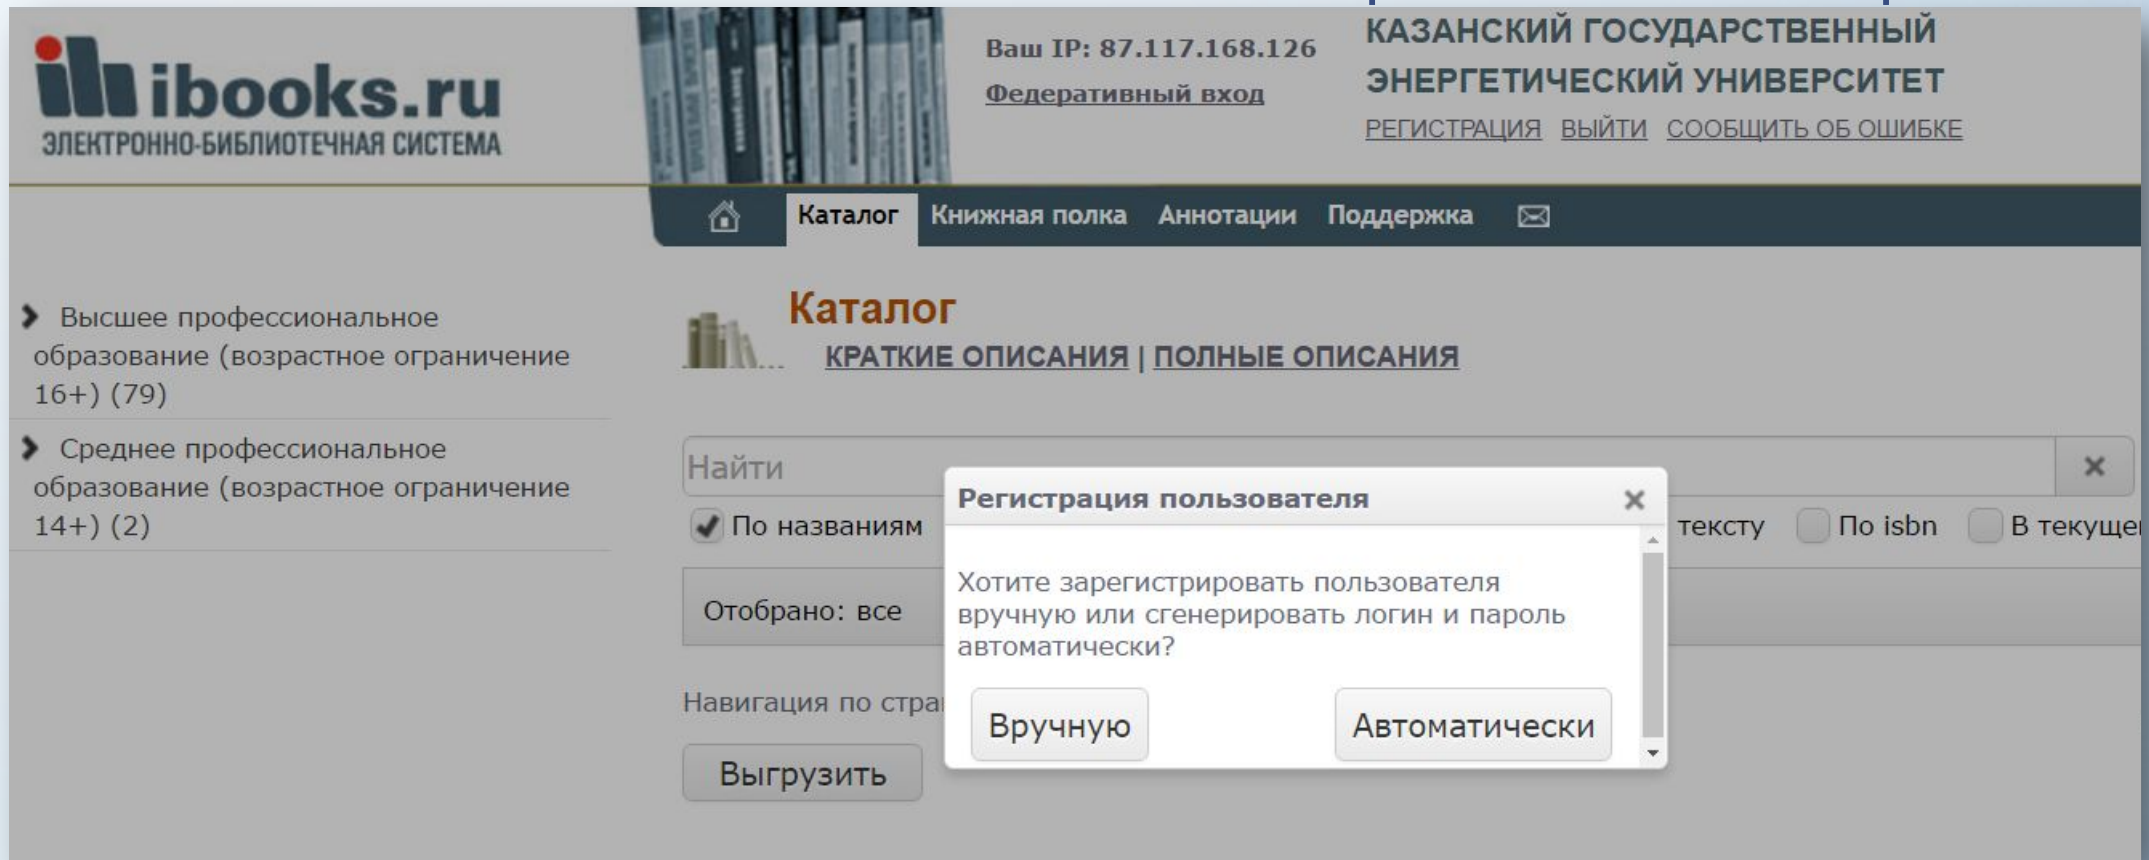 ibooks.ru
ЭЛЕКТРОННО-БИБЛИОТЕЧНАЯ СИСТЕМА
Ваш IP: 87.117.168.126
Федеративный вход
КАЗАНСКИЙ ГОСУДАРСТВЕННЫЙ
ЭНЕРГЕТИЧЕСКИЙ УНИВЕРСИТЕТ
РЕГИСТРАЦИЯ ВЫЙТИ СООБЩИТЬ ОБ ОШИБКЕ
Каталог Книжная полка Аннотации Поддержка
Высшее профессиональное
образование (возрастное ограничение
16+) (79)
Среднее профессиональное
образование (возрастное ограничение
14+) (2)
Каталог
КРАТКИЕ ОПИСАНИЯ | ПОЛНЫЕ ОПИСАНИЯ
Найти
По названиям тексту По isbn В
Отобрано: все
Навигация по
Выгрузить
Регистрация пользователя
Хотите зарегистрировать пользователя
вручную или сгенерировать логин и пароль
автоматически?
Вручную Автоматически